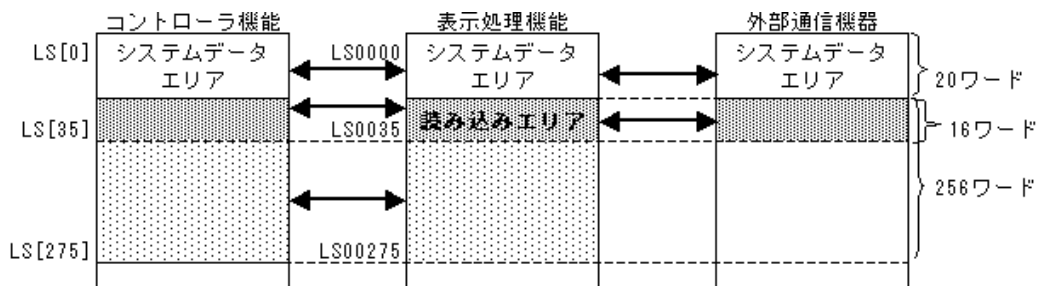 コントローラ機能 表示処理機能 外部通信機器
LS[0] システムデータ LS0000 システムデータ システムデータ
エリア エリア エリア 20ワード
LS[35] LS0035 読み込みエリア 16ワード
256ワード
LS[275] LS00275